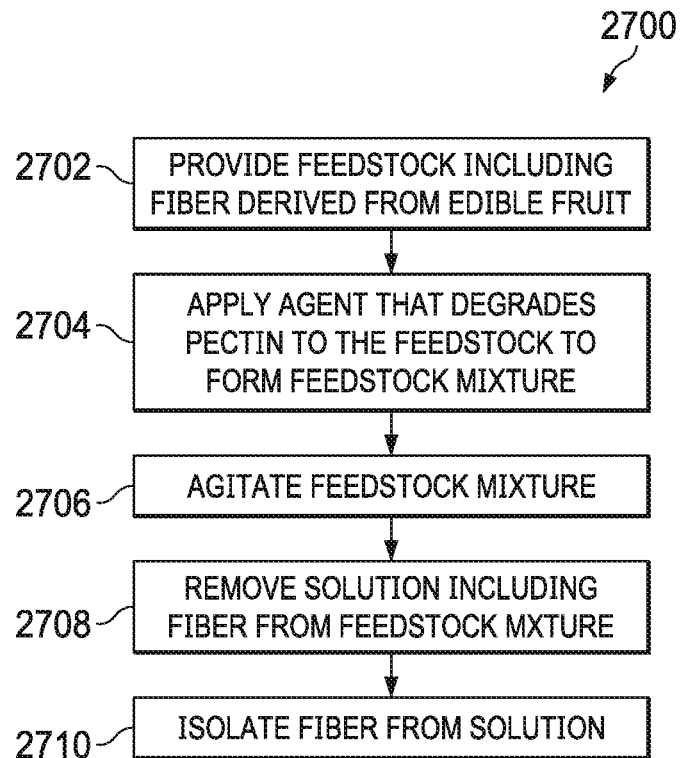 2700
2702
PROVIDE FEEDSTOCK INCLUDING
FIBER DERIVED FROM EDIBLE FRUIT
2704
APPLY AGENT THAT DEGRADES
PECTIN TO THE FEEDSTOCK TO
FORM FEEDSTOCK MIXTURE
2706
AGITATE FEEDSTOCK MIXTURE
2708
REMOVE SOLUTION INCLUDING
FIBER FROM FEEDSTOCK MXTURE
2710
ISOLATE FIBER FROM SOLUTION